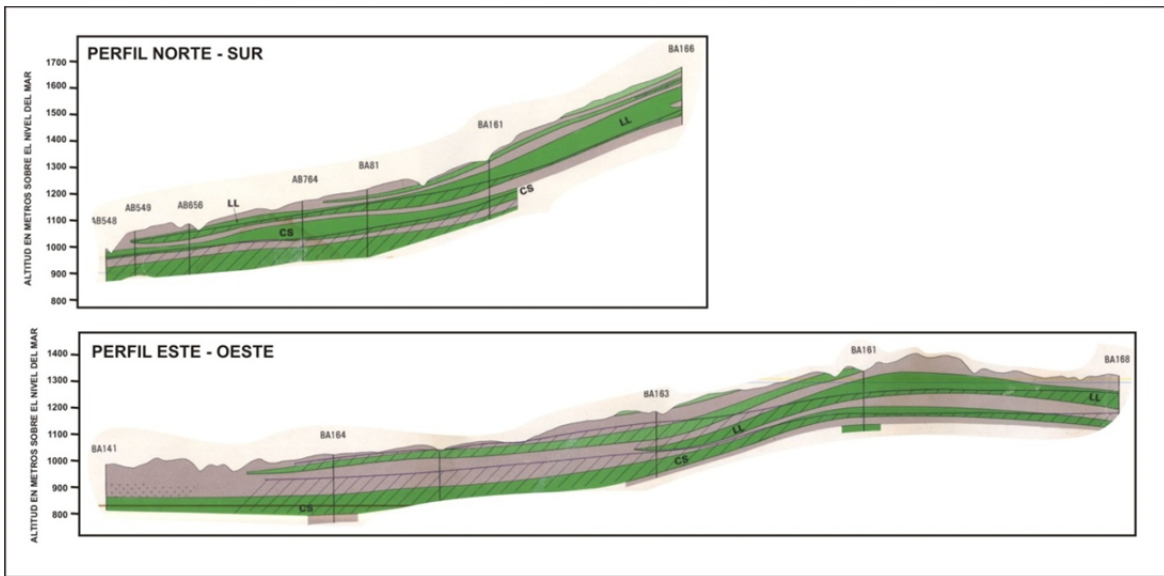 PERFIL NORTE - SUR
ALTITUD EN METROS SOBRE EL NIVEL DEL MAR
1700
1600
1500
1400
1300
1200
1100
1000
900
800
BA166
BA161
BA81
AB764
AB656
AB549
AB548
LL
LL
CS
CS
PERFIL ESTE - OESTE
ALTITUD EN METROS SOBRE EL NIVEL DEL MAR
1400
1300
1200
1100
1000
900
800
BA141
BA164
BA163
BA161
BA168
LL
LL
CS
CS